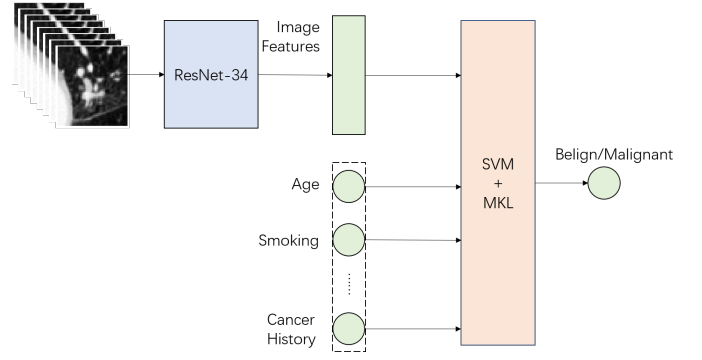 Image
Features
ResNet-34
Age
Smoking
......
Cancer
History
SVM
+
MKL
Belign/Malignant